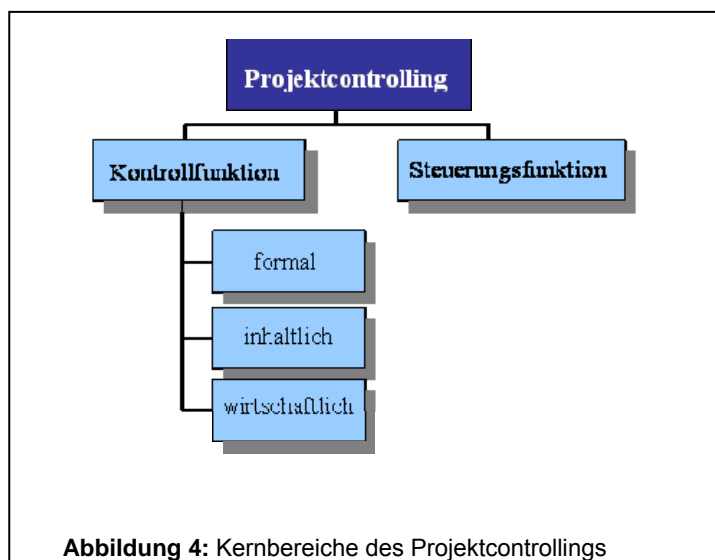 Projektcontrolling
Kontrollfunktion
Steuerungsfunktion
formal
inhaltlich
wirtschaftlich
Abbildung 4: Kernbereiche des Projektcontrollings